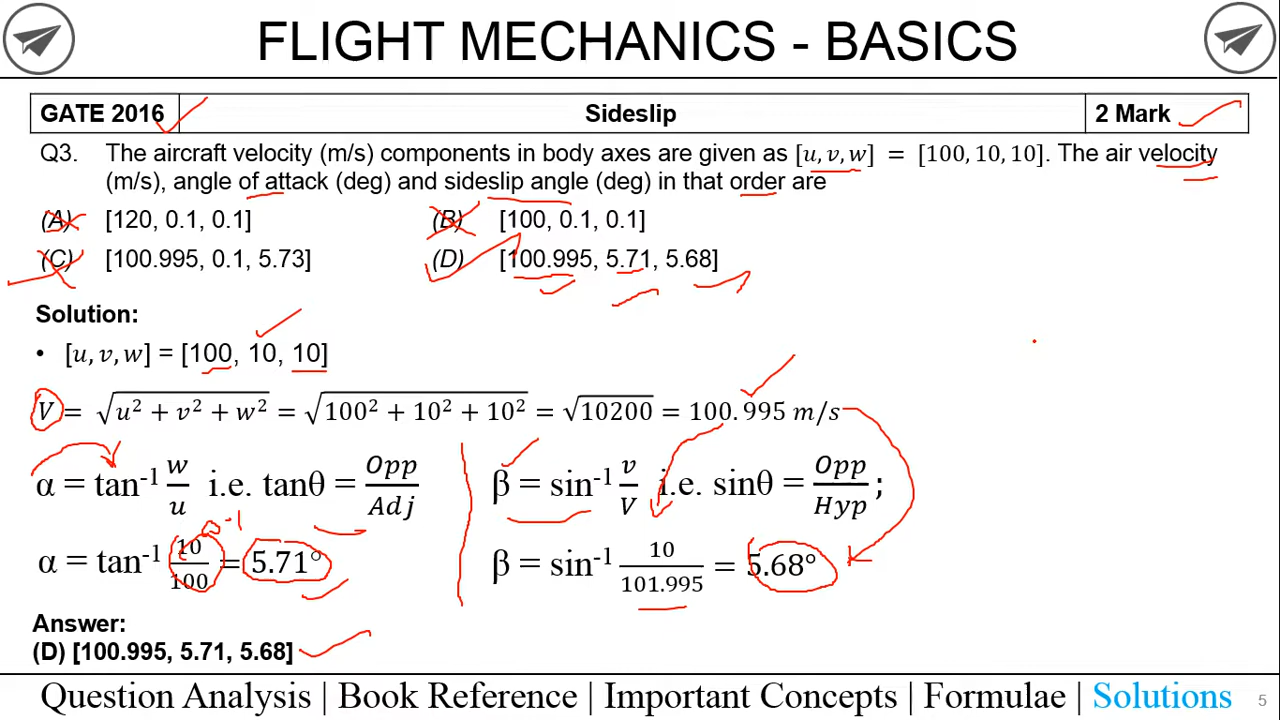 FLIGHT MECHANICS - BASICS
GATE 2016 Sideslip 2 Mark
Q3. The aircraft velocity (m/s) components in body axes are given as [u, v, w] = [100, 10, 10]. The air velocity
(m/s), angle of attack (deg) and sideslip angle (deg) in that order are
(A) [120, 0.1, 0.1] (B) [100, 0.1, 0.1]
(C) [100.995, 0.1, 5.73] (D) [100.995, 5.71, 5.68]
Solution:
• [u, v, w] = [100, 10, 10]
V = √(u² + v² + w²) = √(100² + 10² + 10²) = √10200 = 100.995 m/s
α = tan⁻¹ w/u i.e. tanθ = Opp/Adj β = sin⁻¹ v/V i.e. sinθ = Opp/Hyp ;
α = tan⁻¹ 10/100 = 5.71° β = sin⁻¹ 10/101.995 = 5.68°
Answer:
(D) [100.995, 5.71, 5.68]
Question Analysis | Book Reference | Important Concepts | Formulae | Solutions 5